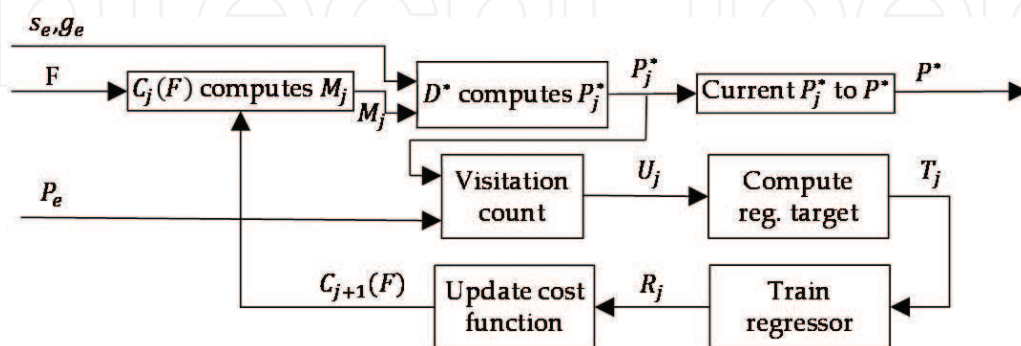 s_e,g_e
F
C_j(F) computes M_j
M_j
D* computes P_j^*
P_j^*
Current P_j^* to P*
P*
P_e
Visitation
count
U_j
Compute
reg. target
T_j
C_{j+1}(F)
Update cost
function
R_j
Train
regressor